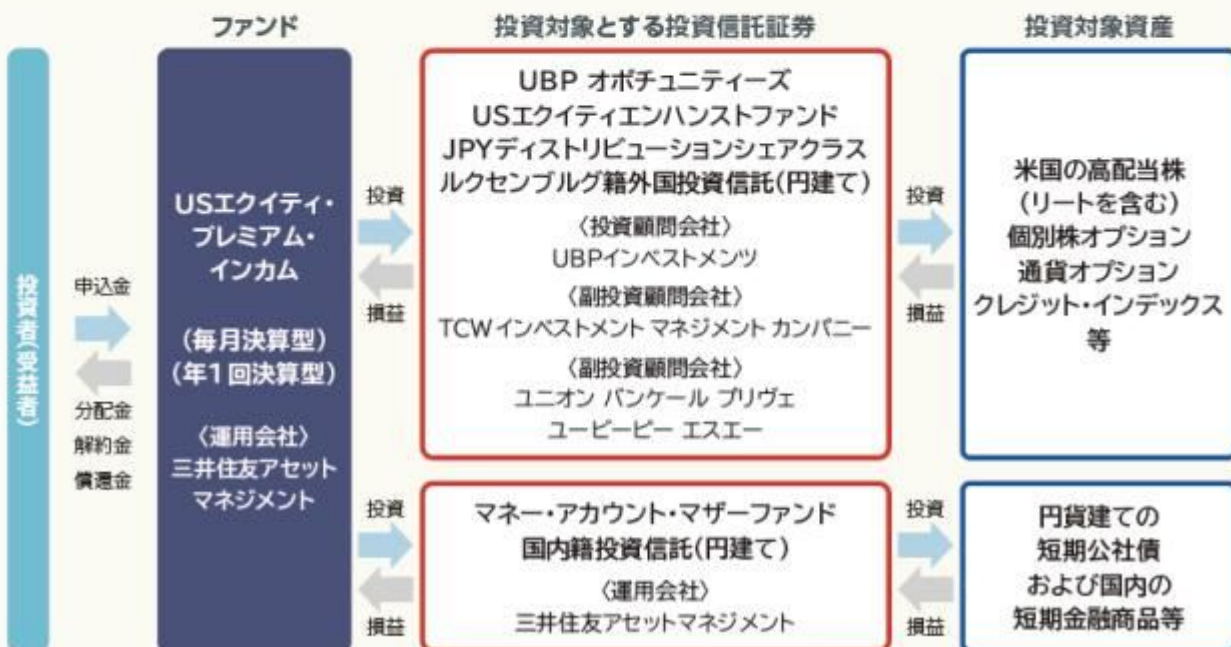 ファンド
投資対象とする投資信託証券
投資対象資産
投資者(受益者)
申込金
分配金
解約金
償還金
USエクイティ・
プレミアム・
インカム
(毎月決算型)
(年1回決算型)
〈運用会社〉
三井住友アセット
マネジメント
投資
損益
UBP オポチュニティーズ
USエクイティエンハンストファンド
JPYディストリビューションシェアクラス
ルクセンブルグ籍外国投資信託(円建て)
〈投資顧問会社〉
UBPインベストメンツ
〈副投資顧問会社〉
TCWインベストメント マネジメント カンパニー
〈副投資顧問会社〉
ユニオン バンケール プリヴェ
ユービーピー エスエー
投資
損益
米国の高配当株
(リートを含む)
個別株オプション
通貨オプション
クレジット・インデックス
等
投資
損益
マネー・アカウント・マザーファンド
国内籍投資信託(円建て)
〈運用会社〉
三井住友アセットマネジメント
投資
損益
円貨建ての
短期公社債
および国内の
短期金融商品等